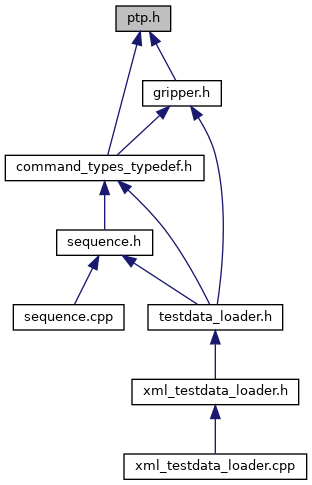 ptp.h
gripper.h
command_types_typedef.h
sequence.h
sequence.cpp
testdata_loader.h
xml_testdata_loader.h
xml_testdata_loader.cpp